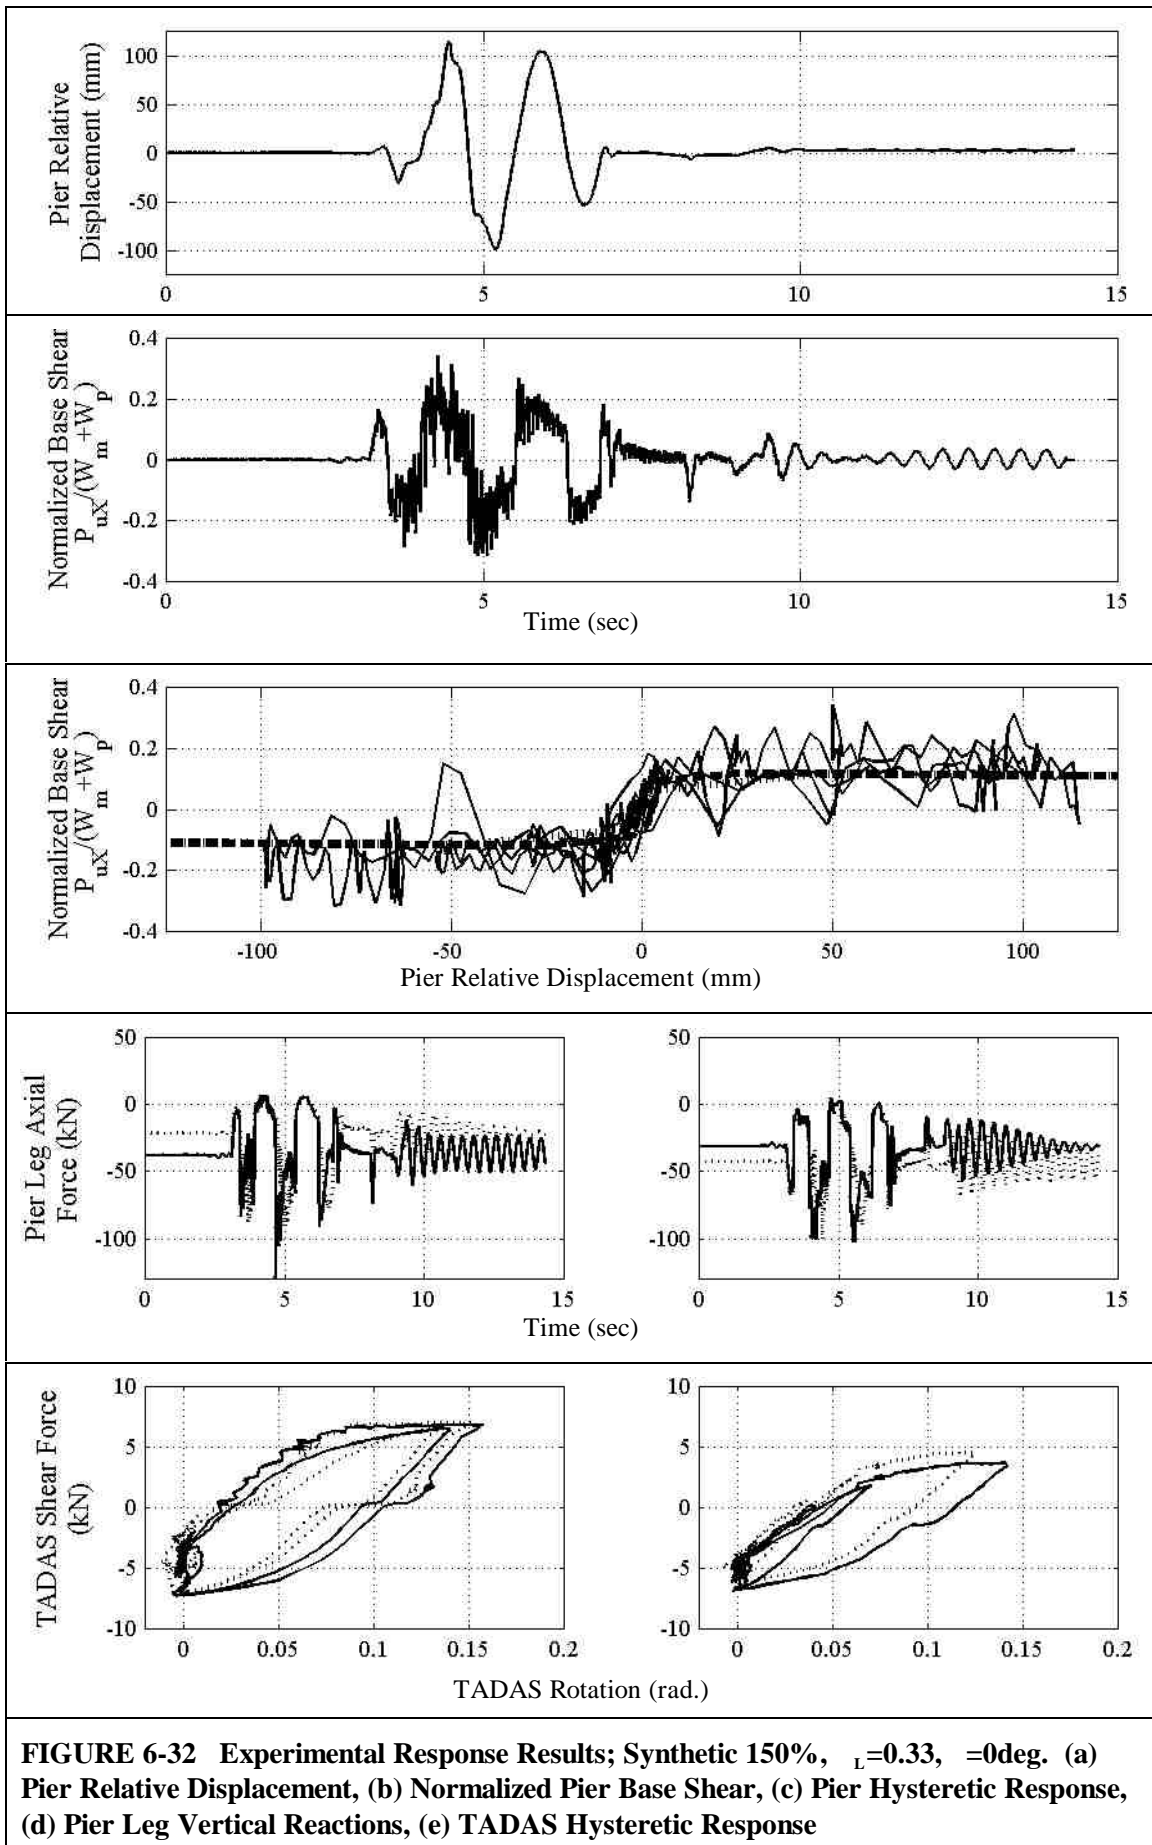 Pier Relative
Displacement (mm)
100
50
0
-50
-100
0 5 10 15
Normalized Base Shear
P_uX/(W_m+W_p)
0.4
0.2
0
-0.2
-0.4
0 5 10 15
Time (sec)
Normalized Base Shear
P_uX/(W_m+W_p)
0.4
0.2
0
-0.2
-0.4
-100 -50 0 50 100
Pier Relative Displacement (mm)
Pier Leg Axial
Force (kN)
50
0
-50
-100
0 5 10 15
50
0
-50
-100
0 5 10 15
Time (sec)
TADAS Shear Force
(kN)
10
5
0
-5
-10
0 0.05 0.1 0.15 0.2
10
5
0
-5
-10
0 0.05 0.1 0.15 0.2
TADAS Rotation (rad.)
FIGURE 6-32 Experimental Response Results; Synthetic 150%, _L=0.33, =0deg. (a)
Pier Relative Displacement, (b) Normalized Pier Base Shear, (c) Pier Hysteretic Response,
(d) Pier Leg Vertical Reactions, (e) TADAS Hysteretic Response